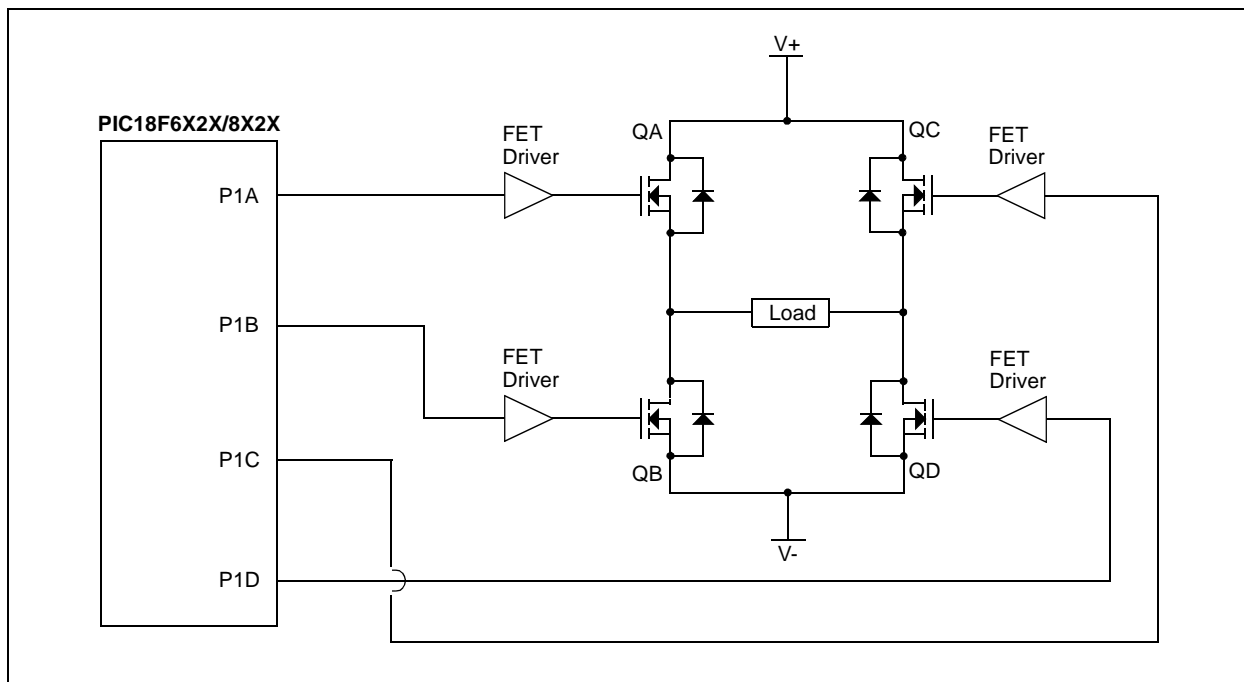 V+
PIC18F6X2X/8X2X
FET
Driver
QA
QC
FET
Driver
P1A
Load
P1B
FET
Driver
FET
Driver
P1C
QB
QD
V-
P1D